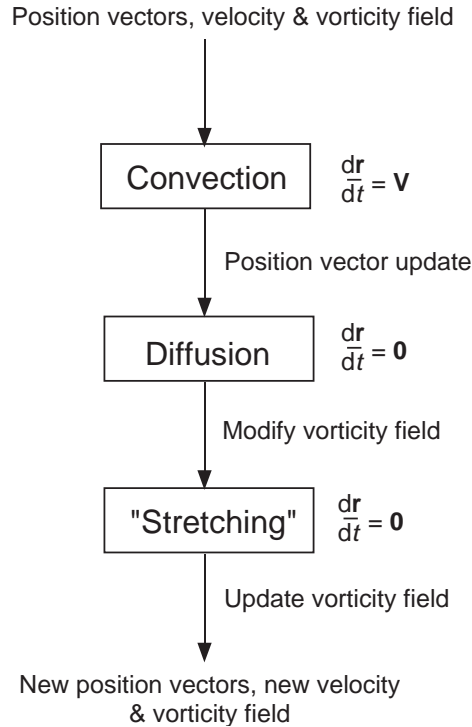 Position vectors, velocity & vorticity field
Convection
dr/dt = V
Position vector update
Diffusion
dr/dt = 0
Modify vorticity field
"Stretching"
dr/dt = 0
Update vorticity field
New position vectors, new velocity
& vorticity field